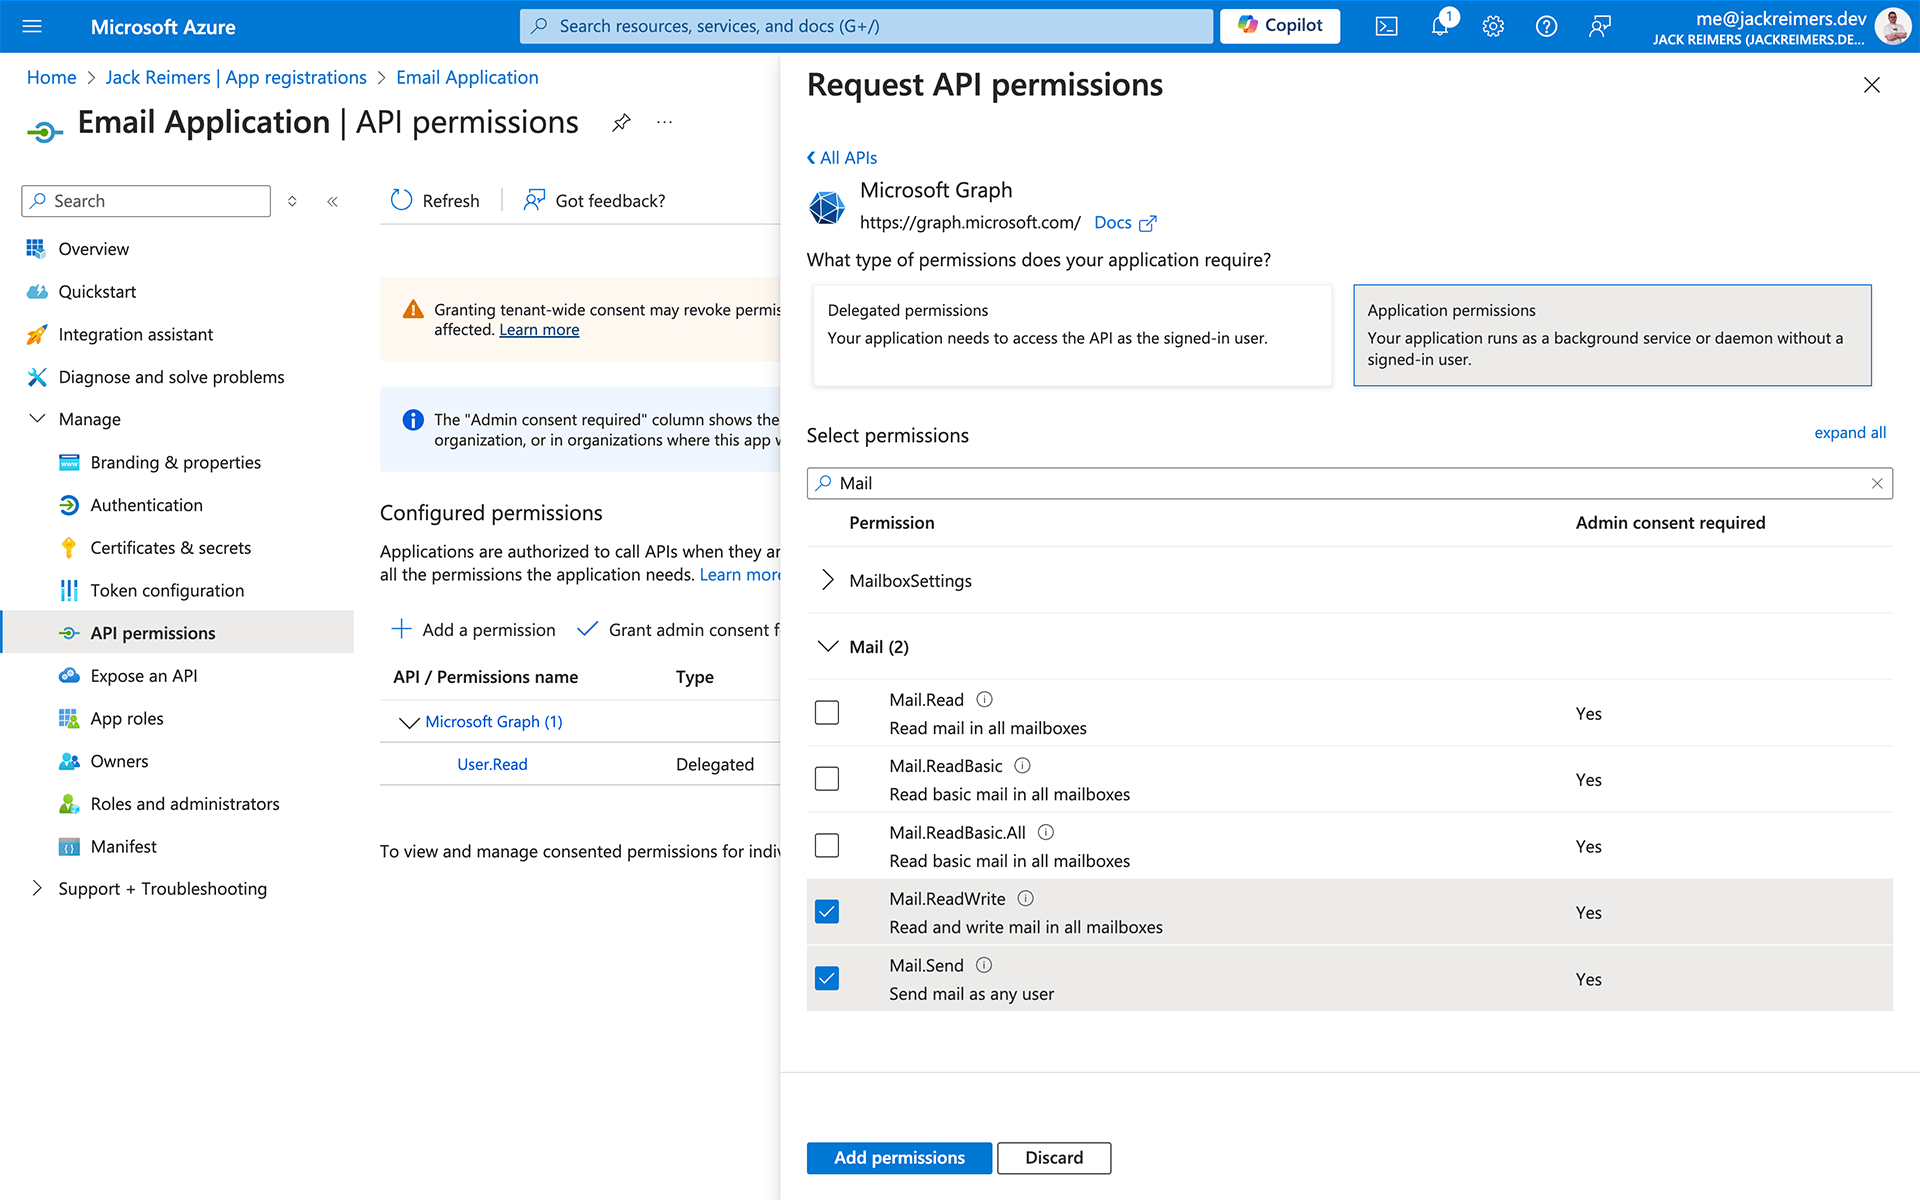 Microsoft Azure
Search resources, services, and docs (G+/)
Copilot
1
me@jackreimers.dev
JACK REIMERS (JACKREIMERS.DE...
Home > Jack Reimers | App registrations > Email Application
Email Application | API permissions
...
Search
Overview
Quickstart
Integration assistant
Diagnose and solve problems
Manage
Branding & properties
Authentication
Certificates & secrets
Token configuration
API permissions
Expose an API
App roles
Owners
Roles and administrators
Manifest
Support + Troubleshooting
Refresh
Got feedback?
Granting tenant-wide consent may revoke permis
affected. Learn more
The "Admin consent required" column shows the
organization, or in organizations where this app w
Configured permissions
Applications are authorized to call APIs when they ar
all the permissions the application needs. Learn more
Add a permission
Grant admin consent f
API / Permissions name
Type
Microsoft Graph (1)
User.Read
Delegated
To view and manage consented permissions for indiv
Request API permissions
All APIs
Microsoft Graph
https://graph.microsoft.com/ Docs
What type of permissions does your application require?
Delegated permissions
Your application needs to access the API as the signed-in user.
Application permissions
Your application runs as a background service or daemon without a
signed-in user.
Select permissions
expand all
Mail
Permission
Admin consent required
MailboxSettings
Mail (2)
Mail.Read
Read mail in all mailboxes
Yes
Mail.ReadBasic
Read basic mail in all mailboxes
Yes
Mail.ReadBasic.All
Read basic mail in all mailboxes
Yes
Mail.ReadWrite
Read and write mail in all mailboxes
Yes
Mail.Send
Send mail as any user
Yes
Add permissions
Discard